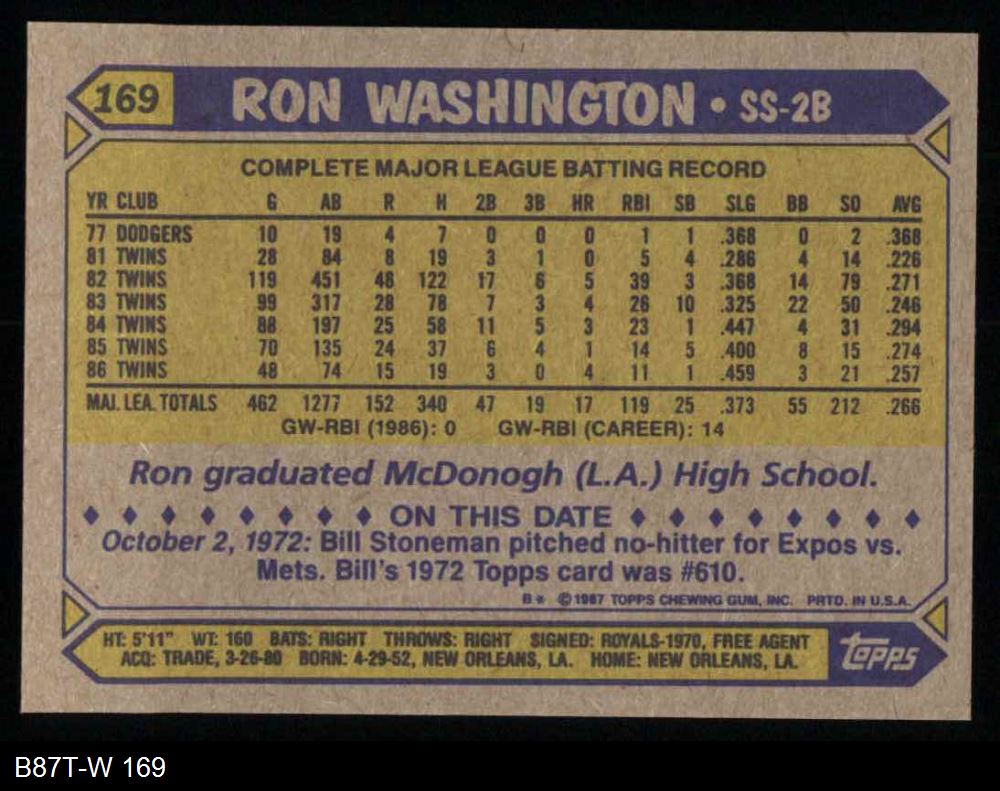 169 RON WASHINGTON • SS-2B
COMPLETE MAJOR LEAGUE BATTING RECORD
YR CLUB G AB R H 2B 3B HR RBI SB SLG BB SO AVG
77 DODGERS 10 19 4 7 0 0 0 1 1 .368 0 2 .368
81 TWINS 28 84 8 19 3 1 0 5 4 .286 4 14 .226
82 TWINS 119 451 48 122 17 6 5 39 3 .368 14 79 .271
83 TWINS 99 317 28 78 7 3 4 26 10 .325 22 50 .246
84 TWINS 88 197 25 58 11 5 3 23 1 .447 4 31 .294
85 TWINS 70 135 24 37 6 4 1 14 5 .400 8 15 .274
86 TWINS 48 74 15 19 3 0 4 11 1 .459 3 21 .257
MAJ. LEA. TOTALS 462 1277 152 340 47 19 17 119 25 .373 55 212 .266
GW-RBI (1986): 0 GW-RBI (CAREER): 14
Ron graduated McDonogh (L.A.) High School.
♦ ♦ ♦ ♦ ♦ ♦ ♦ ♦ ON THIS DATE ♦ ♦ ♦ ♦ ♦ ♦ ♦ ♦
October 2, 1972: Bill Stoneman pitched no-hitter for Expos vs.
Mets. Bill's 1972 Topps card was #610.
B* © 1987 TOPPS CHEWING GUM, INC. PRTD. IN U.S.A.
HT: 5'11" WT: 160 BATS: RIGHT THROWS: RIGHT SIGNED: ROYALS-1970, FREE AGENT
ACQ: TRADE, 3-26-80 BORN: 4-29-52, NEW ORLEANS, LA. HOME: NEW ORLEANS, LA.
topps
B87T-W 169